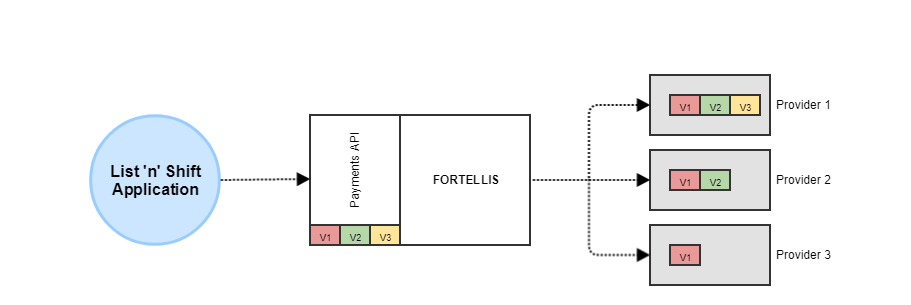 List 'n' Shift
Application
Payments API
V1 V2 V3
FORTELLIS
V1 V2 V3
Provider 1
V1 V2
Provider 2
V1
Provider 3